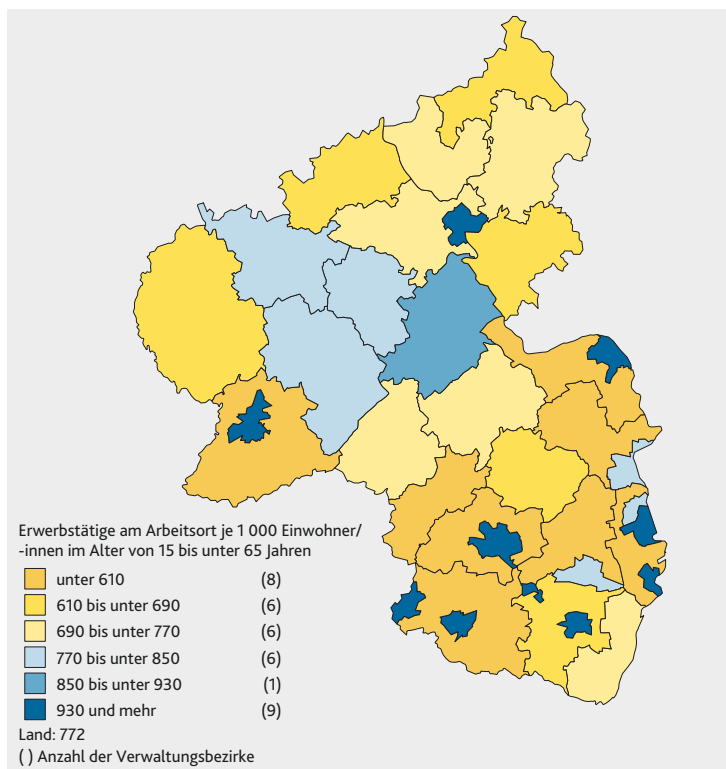 Erwerbstätige am Arbeitsort je 1 000 Einwohner/
-innen im Alter von 15 bis unter 65 Jahren
unter 610 (8)
610 bis unter 690 (6)
690 bis unter 770 (6)
770 bis unter 850 (6)
850 bis unter 930 (1)
930 und mehr (9)
Land: 772
( ) Anzahl der Verwaltungsbezirke